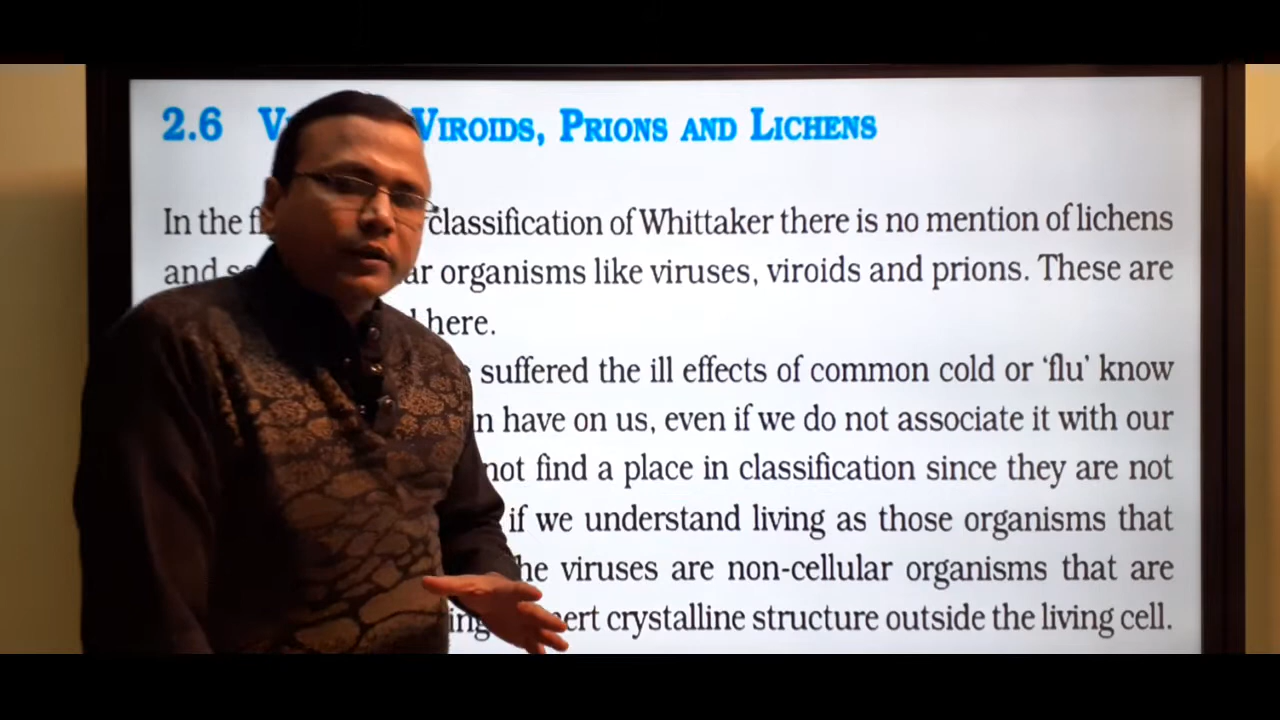 2.6 VIROIDS, PRIONS AND LICHENS
In the classification of Whittaker there is no mention of lichens
and organisms like viruses, viroids and prions. These are
here.
suffered the ill effects of common cold or ‘flu’ know
have on us, even if we do not associate it with our
not find a place in classification since they are not
if we understand living as those organisms that
viruses are non-cellular organisms that are
crystalline structure outside the living cell.